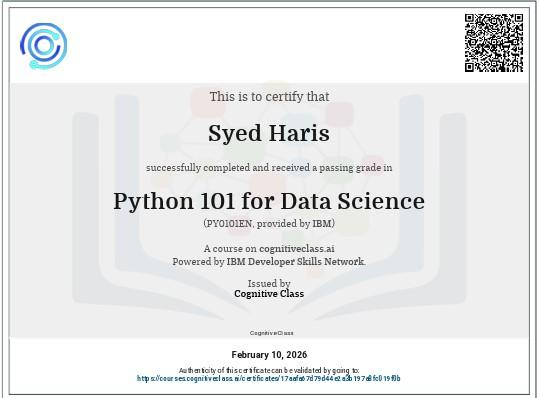 This is to certify that
Syed Haris
successfully completed and received a passing grade in
Python 101 for Data Science
(PY0101EN, provided by IBM)
A course on cognitiveclass.ai
Powered by IBM Developer Skills Network.
Issued by
Cognitive Class
CognitiveClass
February 10, 2026
Authenticity of this certificate can be validated by going to: